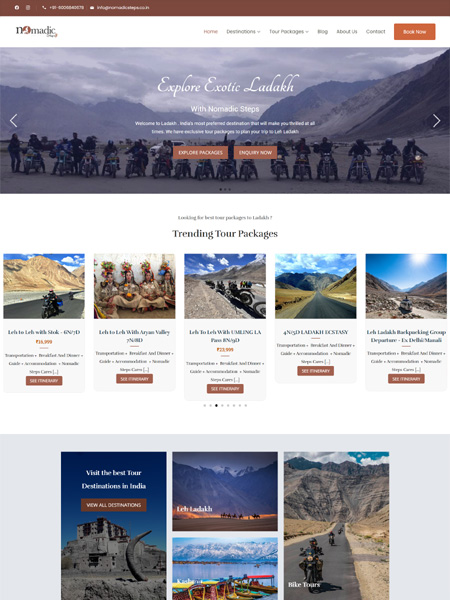 +91-9006840678 info@nomadicsteps.co.in
nomadic
steps
Home Destinations Tour Packages Blog About Us Contact Book Now
Explore Exotic Ladakh
With Nomadic Steps
Welcome to Ladakh . India's most preferred destination that will make you thrilled at all
times. We have exclusive tour packages to plan your trip to Leh Ladakh
EXPLORE PACKAGES ENQUIRY NOW
Looking for best tour packages to Ladakh ?
Trending Tour Packages
Leh to Leh with Stok - 6N/7D
₹16,999
Transportation + Breakfast And Dinner +
Guide + Accommodation + Nomadic
Steps Cares [...]
SEE ITINERARY
Leh to Leh With Aryan Valley
7N/8D
Transportation + Breakfast And Dinner +
Guide + Accommodation + Nomadic
Steps Cares [...]
SEE ITINERARY
Leh To Leh With UMLING LA
Pass 8N/9D
₹23,999
Transportation + Breakfast And Dinner +
Guide + Accommodation + Nomadic
Steps Cares [...]
SEE ITINERARY
4N/5D LADAKH ECSTASY
Transportation + Breakfast And Dinner +
Guide + Accommodation + Nomadic
Steps Cares [...]
SEE ITINERARY
Leh Ladakh Backpacking Group
Departure - Ex Delhi/Manali
Transportation + Breakfast And Dinner +
Guide + Accommodation + Nomadic
Steps Cares [...]
SEE ITINERARY
Visit the best Tour
Destinations in India
VIEW ALL DESTINATIONS
Leh Ladakh
Bike Tours